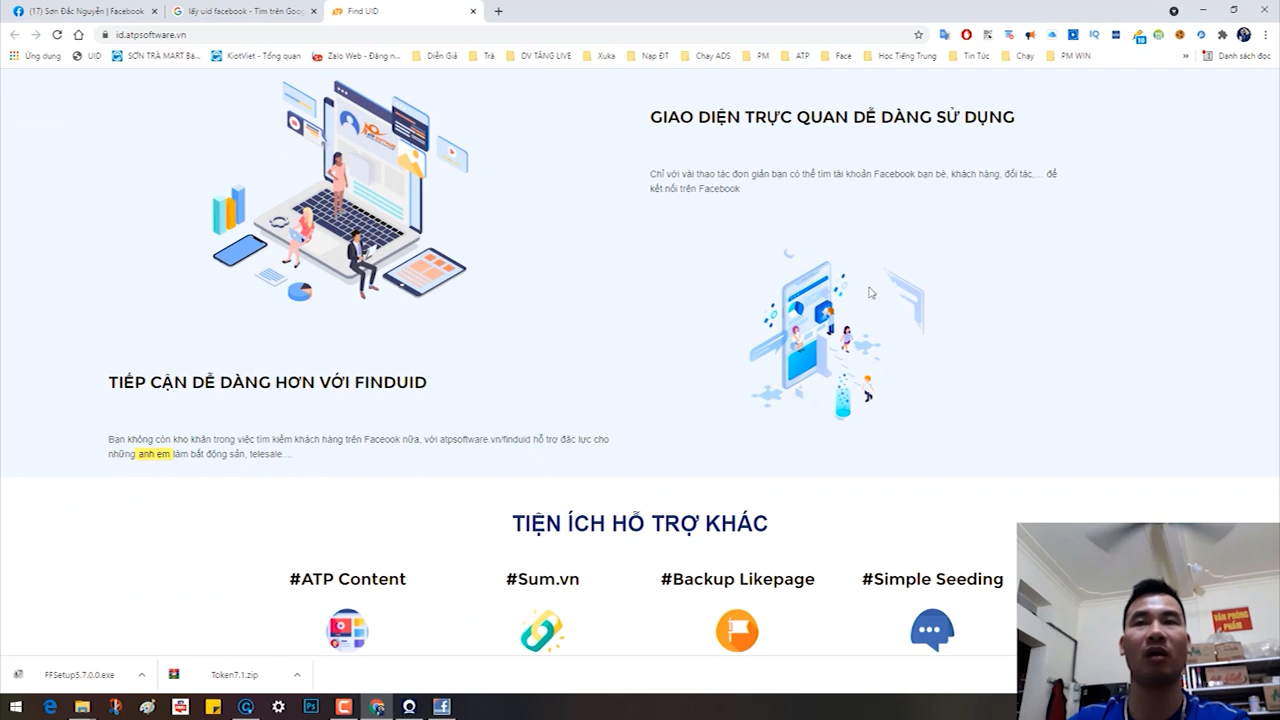 (17) Sơn Đắc Nguyễn | Facebook
lấy uid facebook - Tìm trên Goo
Find UID
id.atpsoftware.vn
Ứng dụng
UID
SƠN TRÀ MART Bá...
KiotViet - Tổng quan
Zalo Web - Đăng n...
Diễn Giả
Trà
DV TĂNG LIVE
Xuka
Nạp ĐT
Chạy ADS
PM
ATP
Face
Học Tiếng Trung
Tin Tức
Chạy
PM WIN
»
Danh sách đọc
GIAO DIỆN TRỰC QUAN DỄ DÀNG SỬ DỤNG
Chỉ với vài thao tác đơn giản bạn có thể tìm tài khoản Facebook bạn bè, khách hàng, đối tác,... để
kết nối trên Facebook
TIẾP CẬN DỄ DÀNG HƠN VỚI FINDUID
Bạn không còn kho khăn trong việc tìm kiếm khách hàng trên Faceook nữa, với atpsoftware.vn/finduid hỗ trợ đắc lực cho
những anh em làm bất động sản, telesale....
TIỆN ÍCH HỖ TRỢ KHÁC
#ATP Content
#Sum.vn
#Backup Likepage
#Simple Seeding
VĂN PHÒNG
PHẨM
FFSetup5.7.0.0.exe
Token7.1.zip